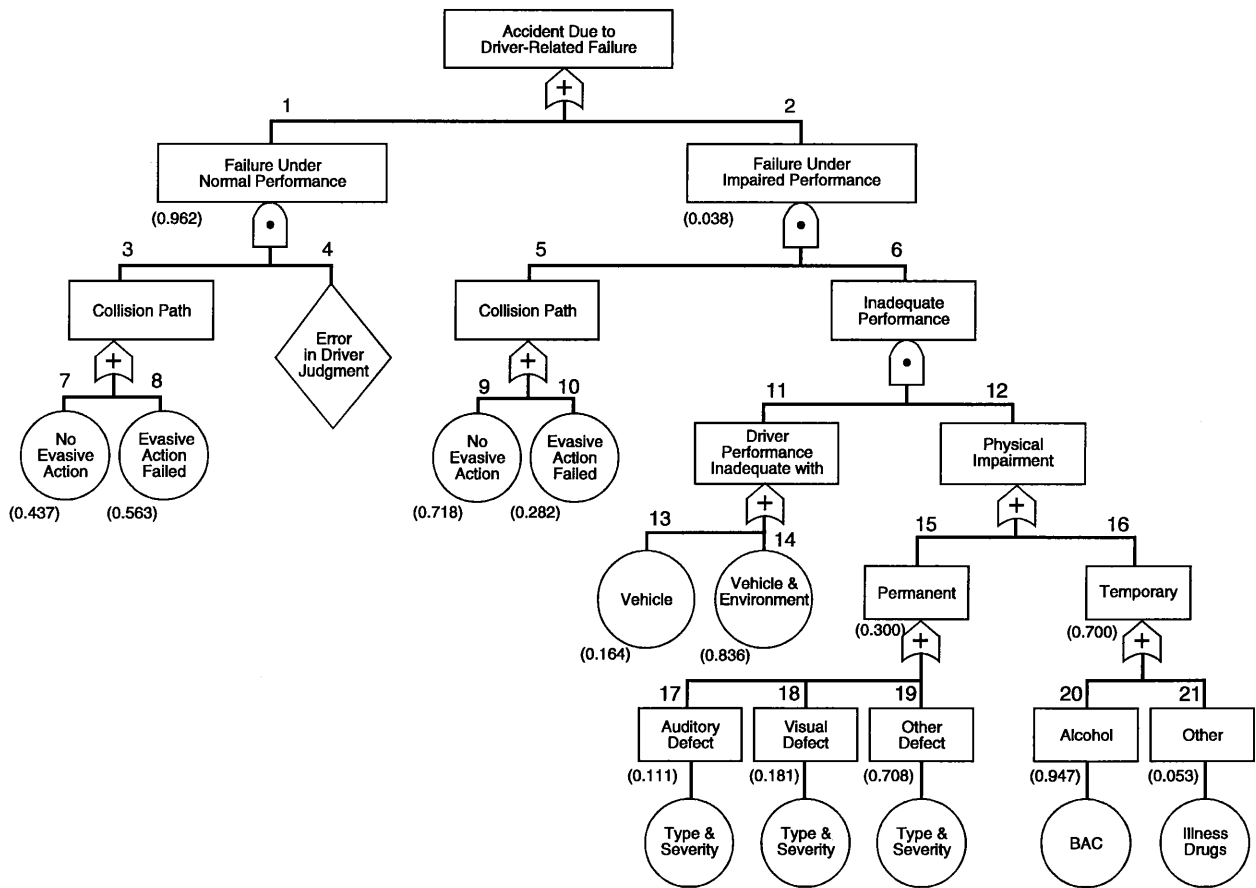 Accident Due to
Driver-Related Failure
+
1
2
Failure Under
Normal Performance
Failure Under
Impaired Performance
(0.962)
(0.038)
3
4
5
6
Collision Path
Error
in Driver
Judgment
Collision Path
Inadequate
Performance
+
+
7
8
9
10
11
12
No
Evasive
Action
Evasive
Action
Failed
No
Evasive
Action
Evasive
Action
Failed
Driver
Performance
Inadequate with
Physical
Impairment
(0.437)
(0.563)
(0.718)
(0.282)
+
+
13
14
15
16
Vehicle
Vehicle &
Environment
Permanent
Temporary
(0.164)
(0.836)
(0.300)
(0.700)
+
+
17
18
19
20
21
Auditory
Defect
Visual
Defect
Other
Defect
Alcohol
Other
(0.111)
(0.181)
(0.708)
(0.947)
(0.053)
Type &
Severity
Type &
Severity
Type &
Severity
BAC
Illness
Drugs